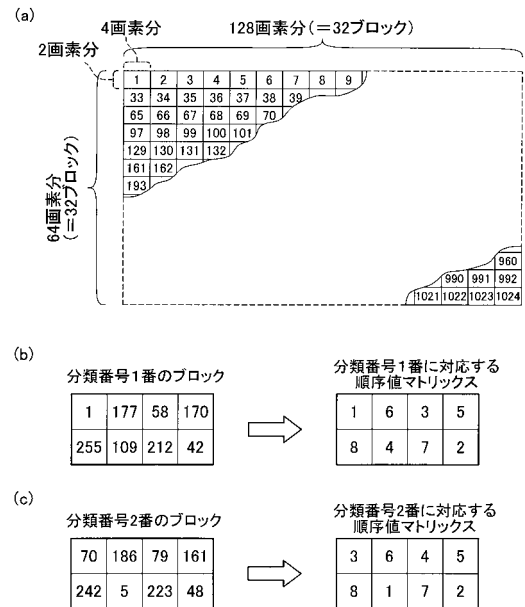 (a)
4画素分
128画素分(=32ブロック)
2画素分
1 2 3 4 5 6 7 8 9
33 34 35 36 37 38 39
65 66 67 68 69 70
97 98 99 100 101
129 130 131 132
161 162
193
64画素分
(=32ブロック)
960
990 991 992
1021 1022 1023 1024
(b)
分類番号1番のブロック
1 177 58 170
255 109 212 42
分類番号1番に対応する
順序値マトリックス
1 6 3 5
8 4 7 2
(c)
分類番号2番のブロック
70 186 79 161
242 5 223 48
分類番号2番に対応する
順序値マトリックス
3 6 4 5
8 1 7 2